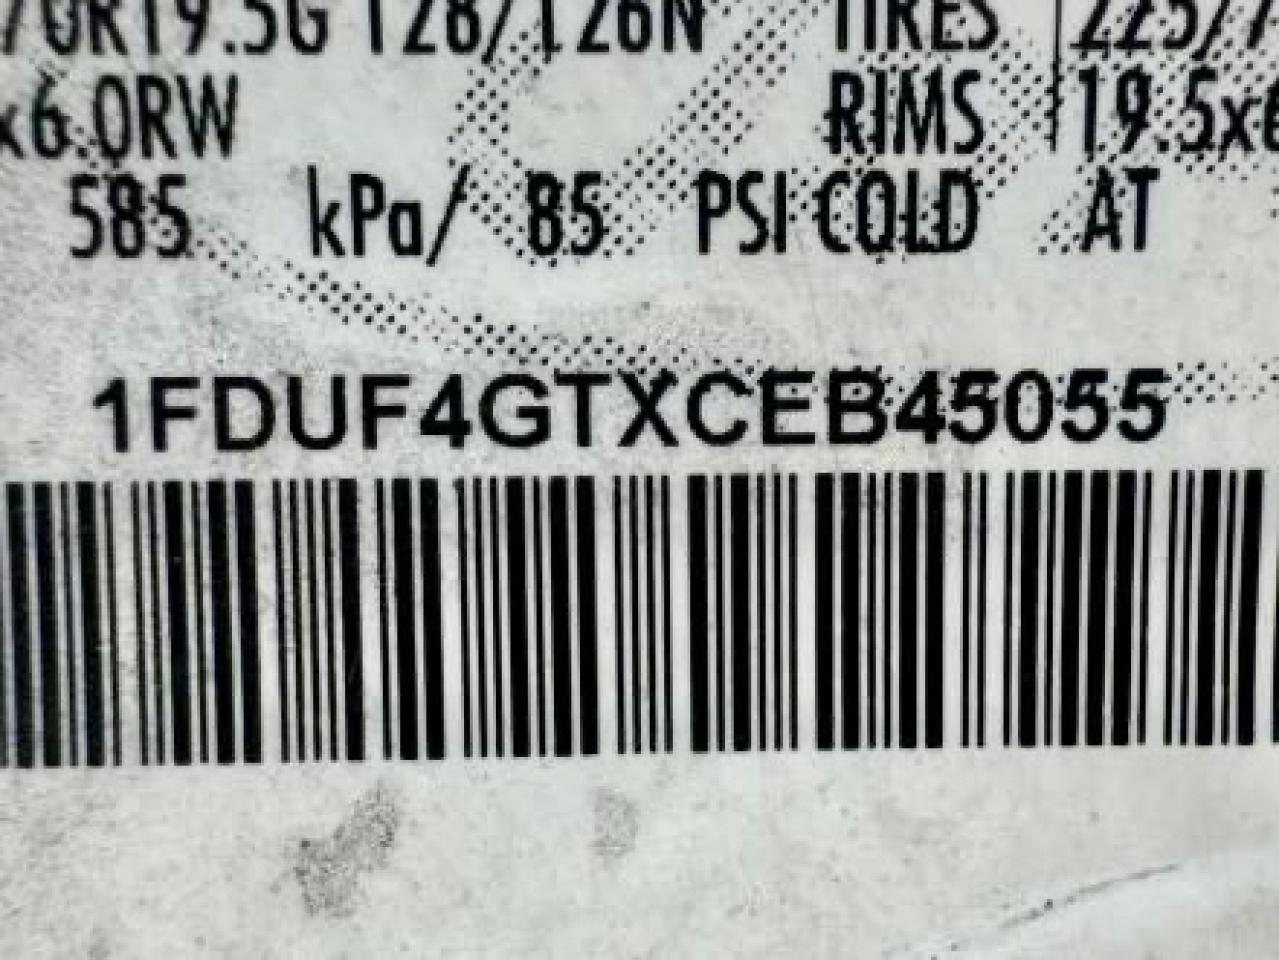 /70R19.5G 128/126N TIRES 225/7
x6.0RW RIMS 19.5x6
585 kPa/ 85 PSI COLD AT
1FDUF4GTXCEB45055